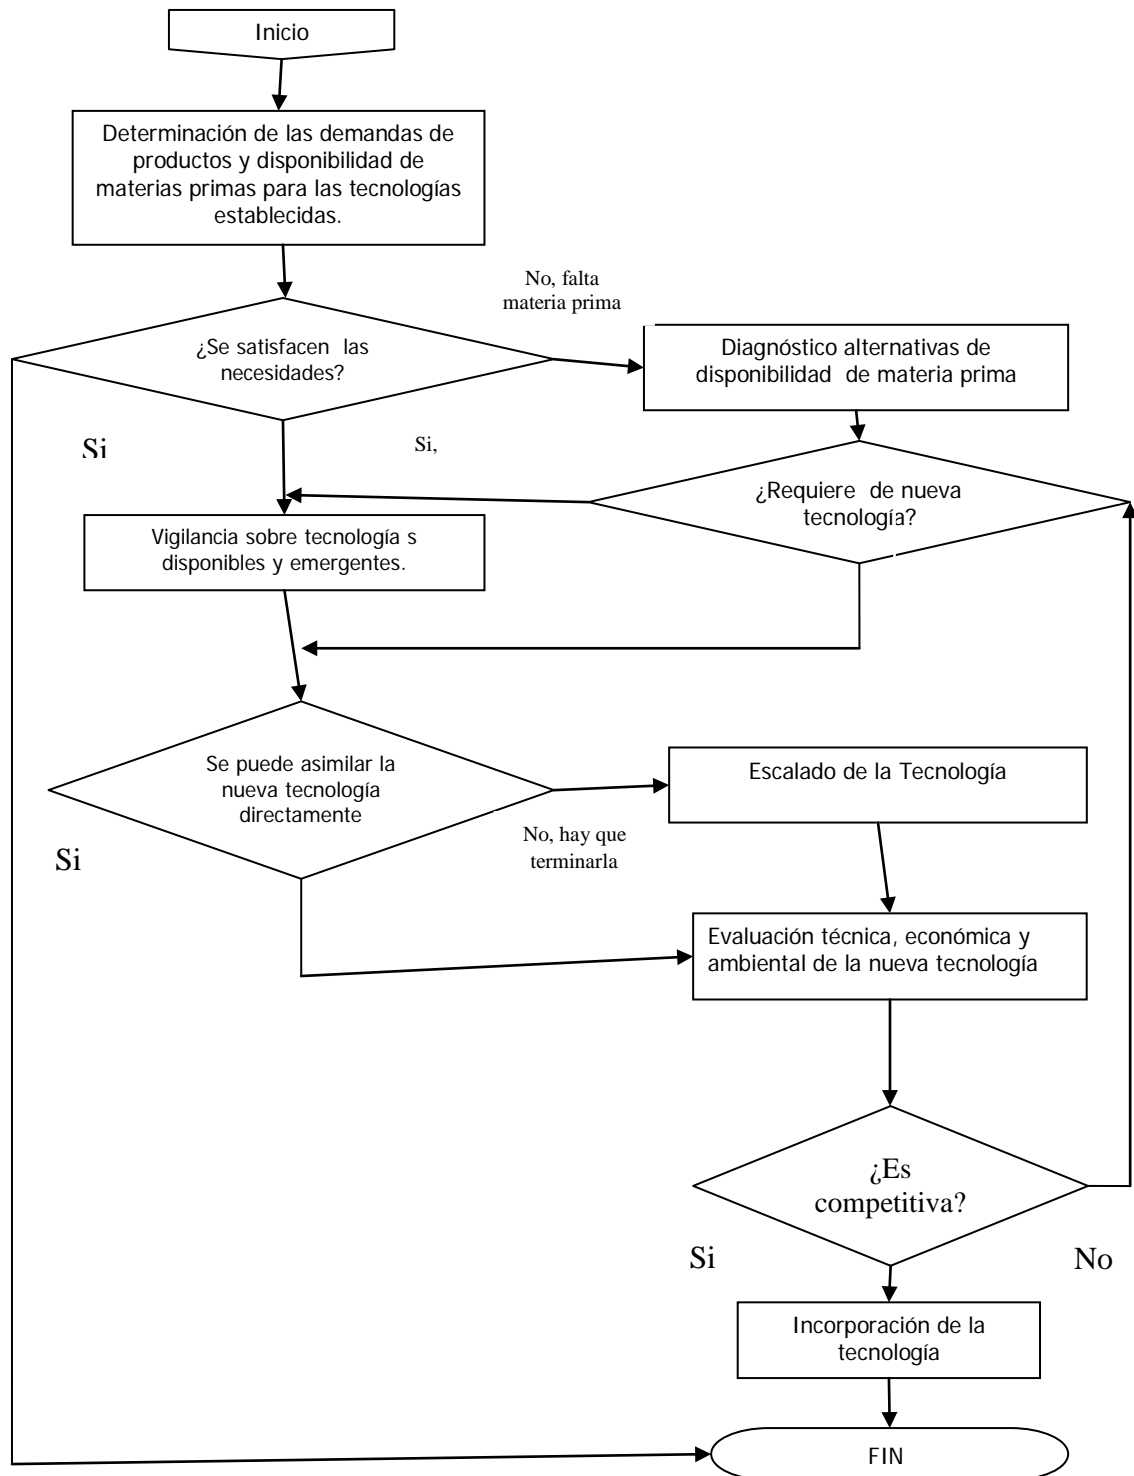 Inicio
Determinación de las demandas de
productos y disponibilidad de
materias primas para las tecnologías
establecidas.
No, falta
materia prima
¿Se satisfacen las
necesidades?
Diagnóstico alternativas de
disponibilidad de materia prima
Si
Si,
¿Requiere de nueva
tecnología?
Vigilancia sobre tecnología s
disponibles y emergentes.
Se puede asimilar la
nueva tecnología
directamente
Escalado de la Tecnología
No, hay que
terminarla
Si
Evaluación técnica, económica y
ambiental de la nueva tecnología
¿Es
competitiva?
Si
No
Incorporación de la
tecnología
FIN